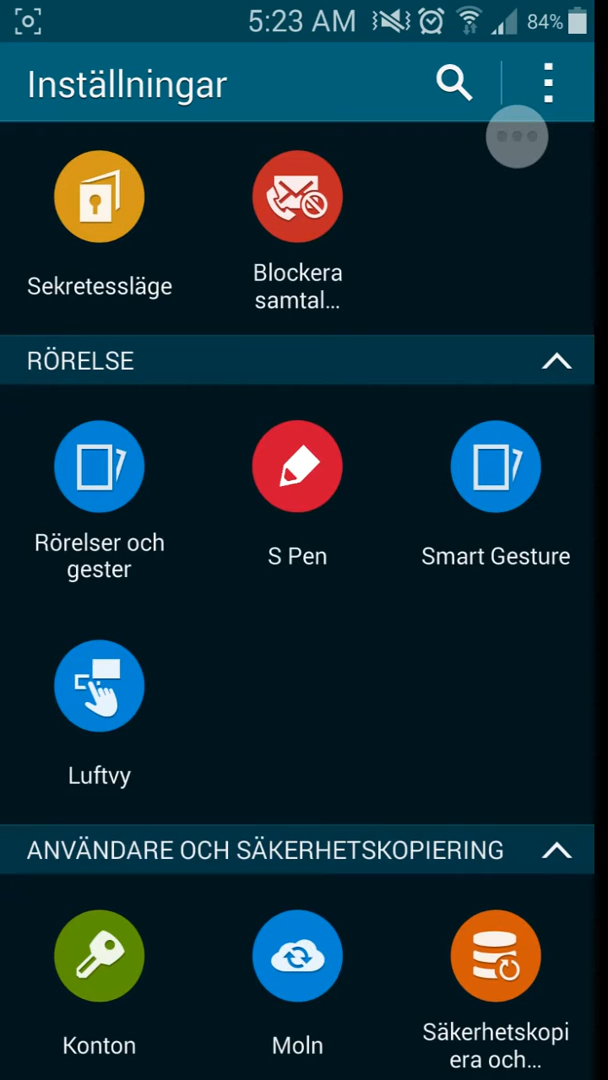 5:23 AM 84%
Inställningar
Sekretessläge
Blockera
samtal...
RÖRELSE
Rörelser och
gester
S Pen
Smart Gesture
Luftvy
ANVÄNDARE OCH SÄKERHETSKOPIERING
Konton
Moln
Säkerhetskopi
era och...